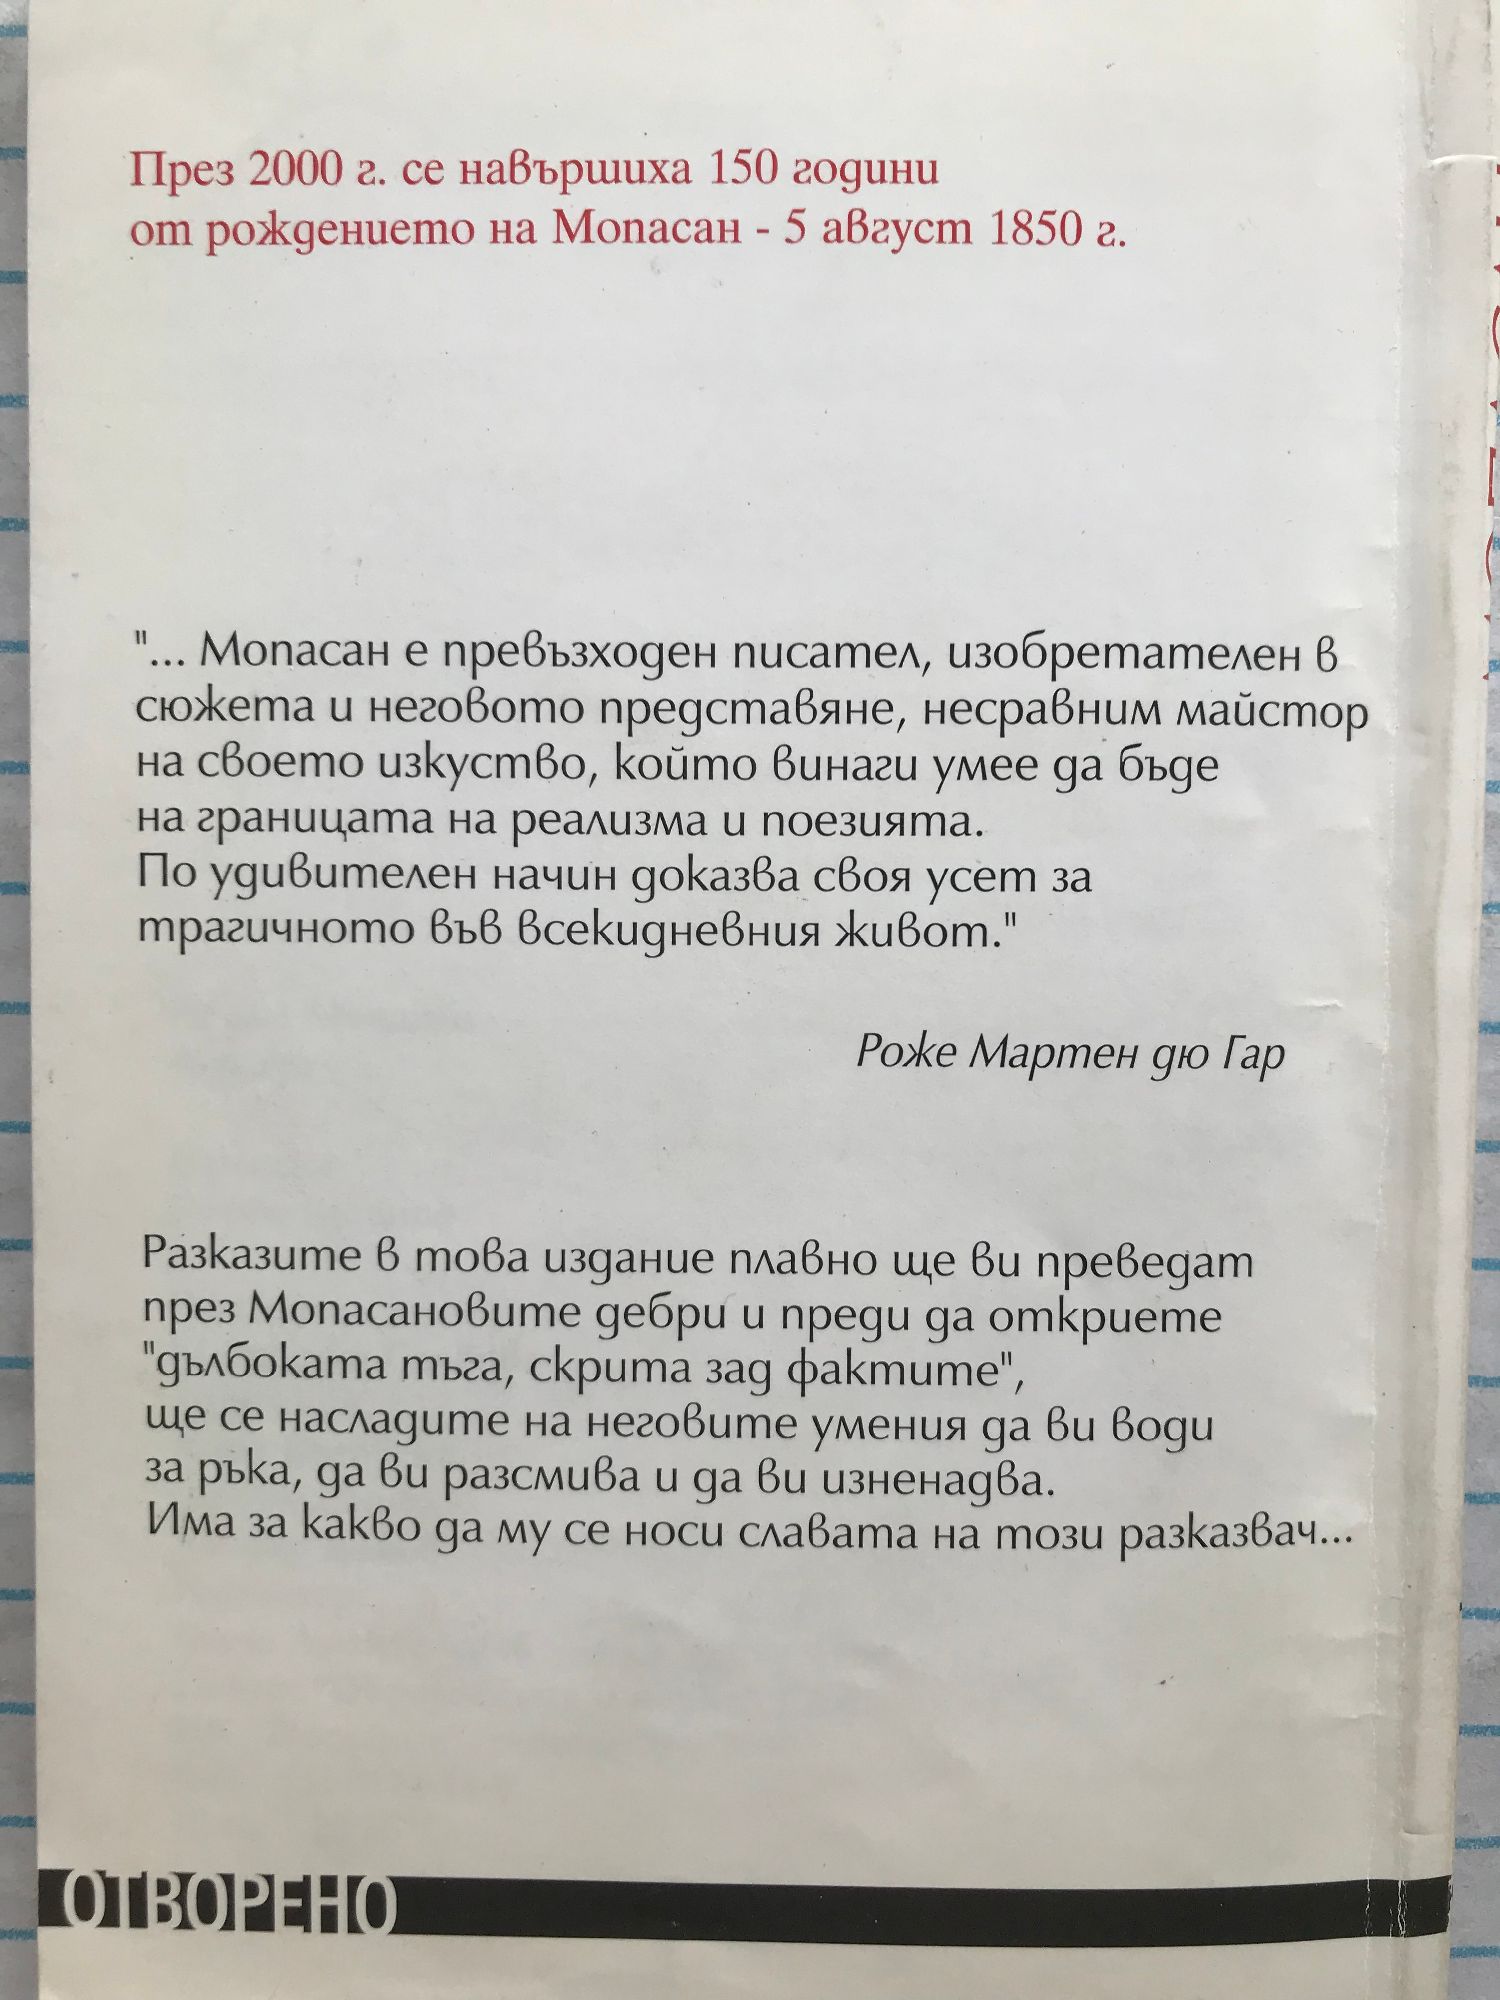 През 2000 г. се навършиха 150 години
от рождението на Мопасан - 5 август 1850 г.
"... Мопасан е превъзходен писател, изобретателен в
сюжета и неговото представяне, несравним майстор
на своето изкуство, който винаги умее да бъде
на границата на реализма и поезията.
По удивителен начин доказва своя усет за
трагичното във всекидневния живот."
Роже Мартен дю Гар
Разказите в това издание плавно ще ви преведат
през Мопасановите дебри и преди да откриете
"дълбоката тъга, скрита зад фактите",
ще се насладите на неговите умения да ви води
за ръка, да ви разсмива и да ви изненадва.
Има за какво да му се носи славата на този разказвач...
ОТВОРЕНО